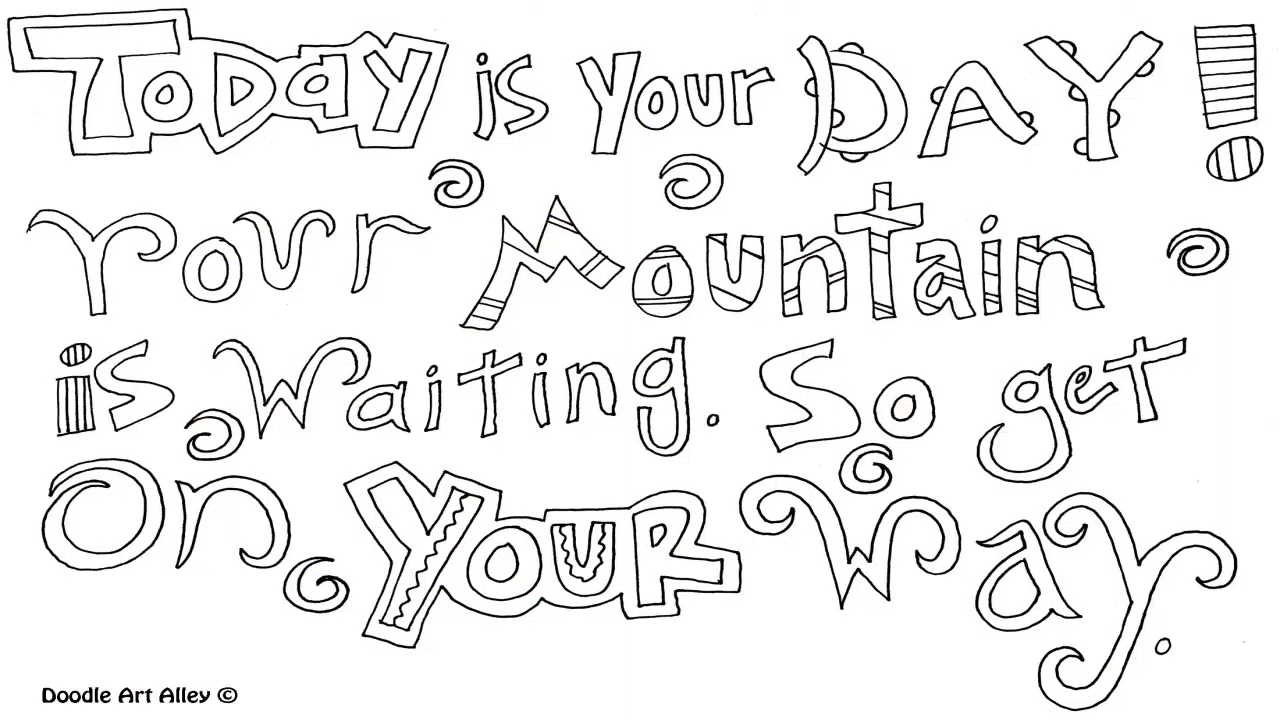 Today is your DAY!
Your Mountain
is Waiting. So get
On YOUR Way.
Doodle Art Alley ©